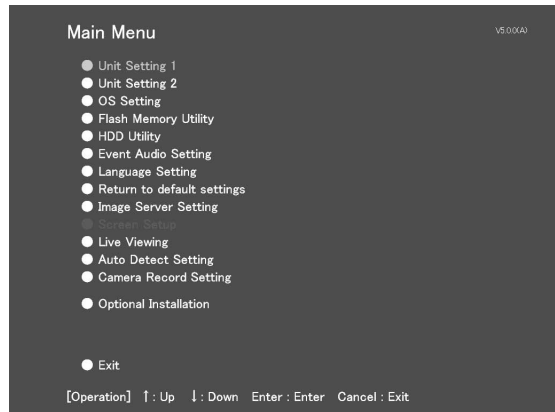 Main Menu
V5.0.0(A)
Unit Setting 1
Unit Setting 2
OS Setting
Flash Memory Utility
HDD Utility
Event Audio Setting
Language Setting
Return to default settings
Image Server Setting
Screen Setup
Live Viewing
Auto Detect Setting
Camera Record Setting
Optional Installation
Exit
[Operation] ↑: Up ↓: Down Enter : Enter Cancel : Exit